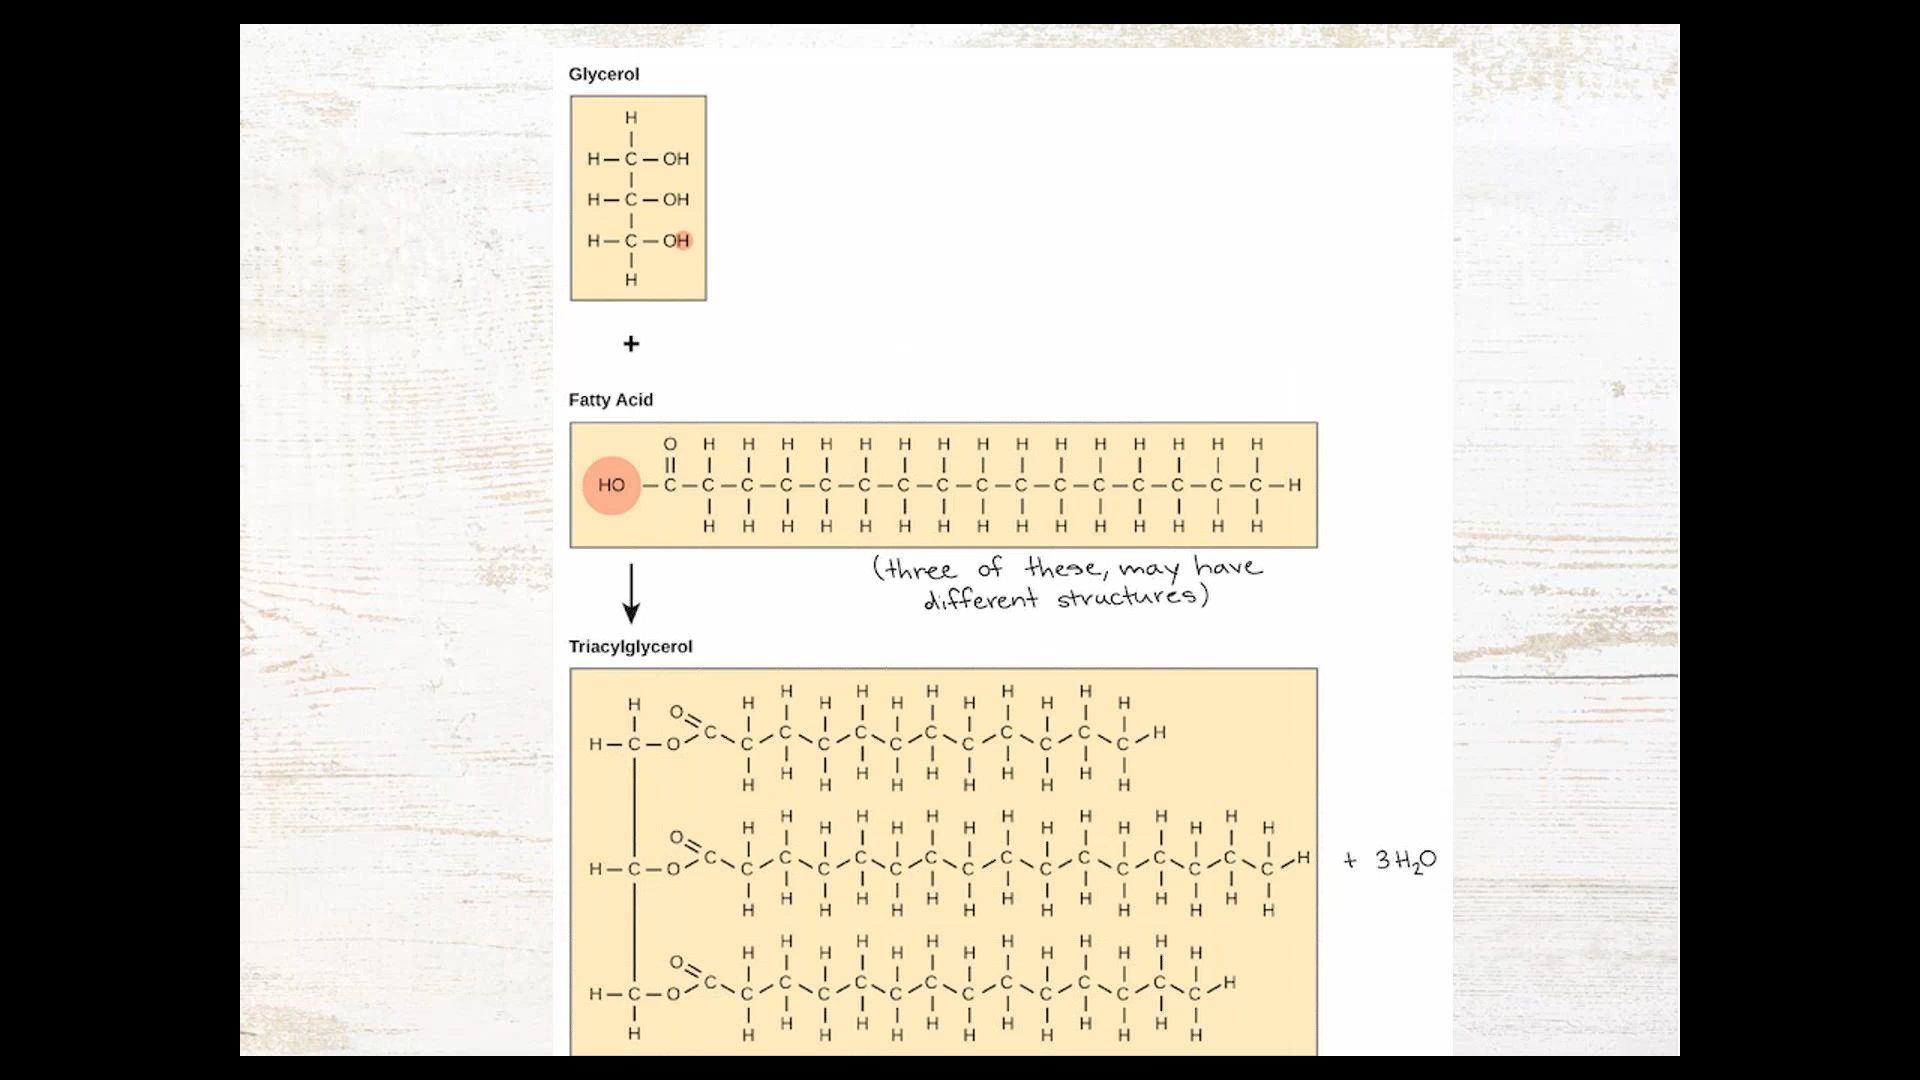 Glycerol
H
H — C — OH
H — C — OH
H — C — OH
H
+
Fatty Acid
O H H H H H H H H H H H H H H H
HO — C — C — C — C — C — C — C — C — C — C — C — C — C — C — C — C — H
H H H H H H H H H H H H H H H
(three of these, may have
different structures)
Triacylglycerol
H H H H H
H O H H H H H H
H — C — O C C C C C C C C C C C C H
H H H H H
H H H H H H
H H H H H H H
O H H H H H H H H
H — C — O C C C C C C C C C C C C C C C C H + 3H₂O
H H H H H H H
H H H H H H H H
H H H H H H
O H H H H H H H
H — C — O C C C C C C C C C C C C C C H
H H H H H H
H H H H H H H H